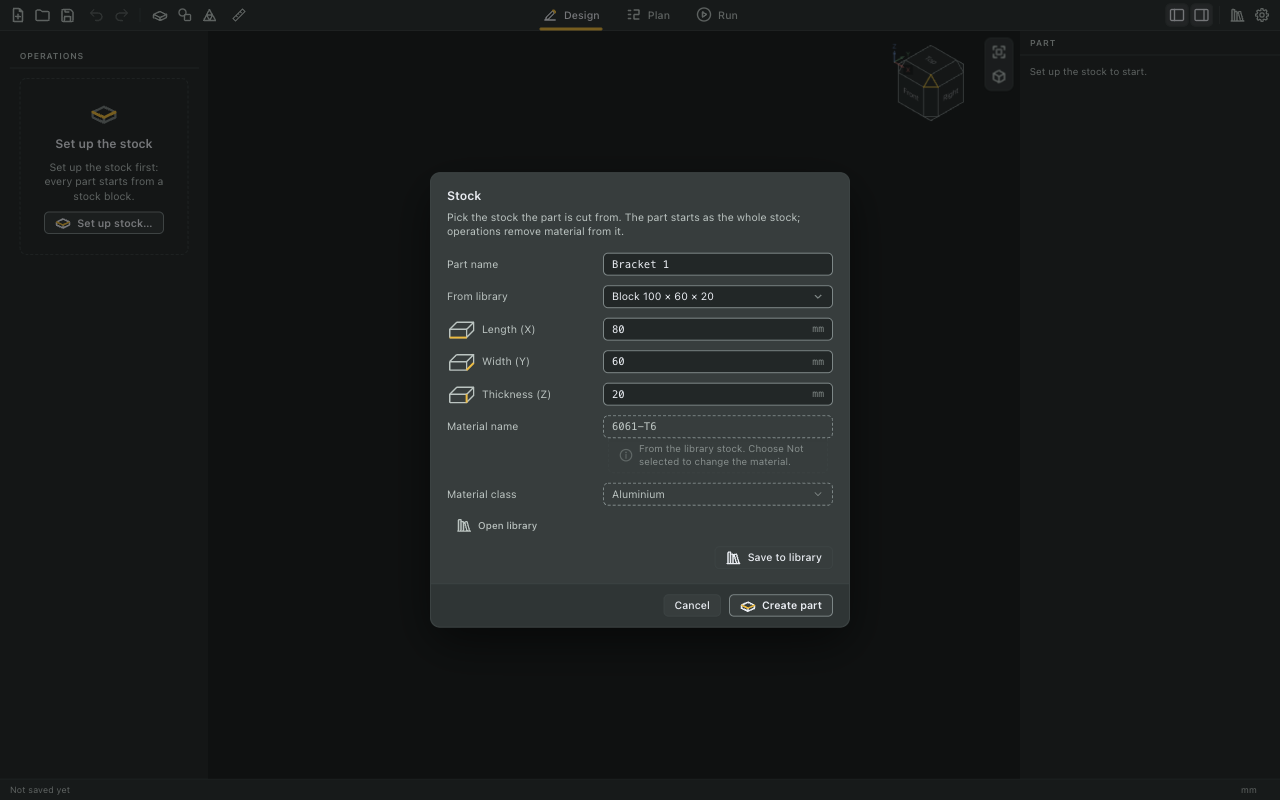 Design
Plan
Run
OPERATIONS
Set up the stock
Set up the stock first:
every part starts from a
stock block.
Set up stock...
Top
Front
Right
PART
Set up the stock to start.
Stock
Pick the stock the part is cut from. The part starts as the whole stock;
operations remove material from it.
Part name
Bracket 1
From library
Block 100 × 60 × 20
Length (X)
80 mm
Width (Y)
60 mm
Thickness (Z)
20 mm
Material name
6061-T6
From the library stock. Choose Not
selected to change the material.
Material class
Aluminium
Open library
Save to library
Cancel
Create part
Not saved yet
mm